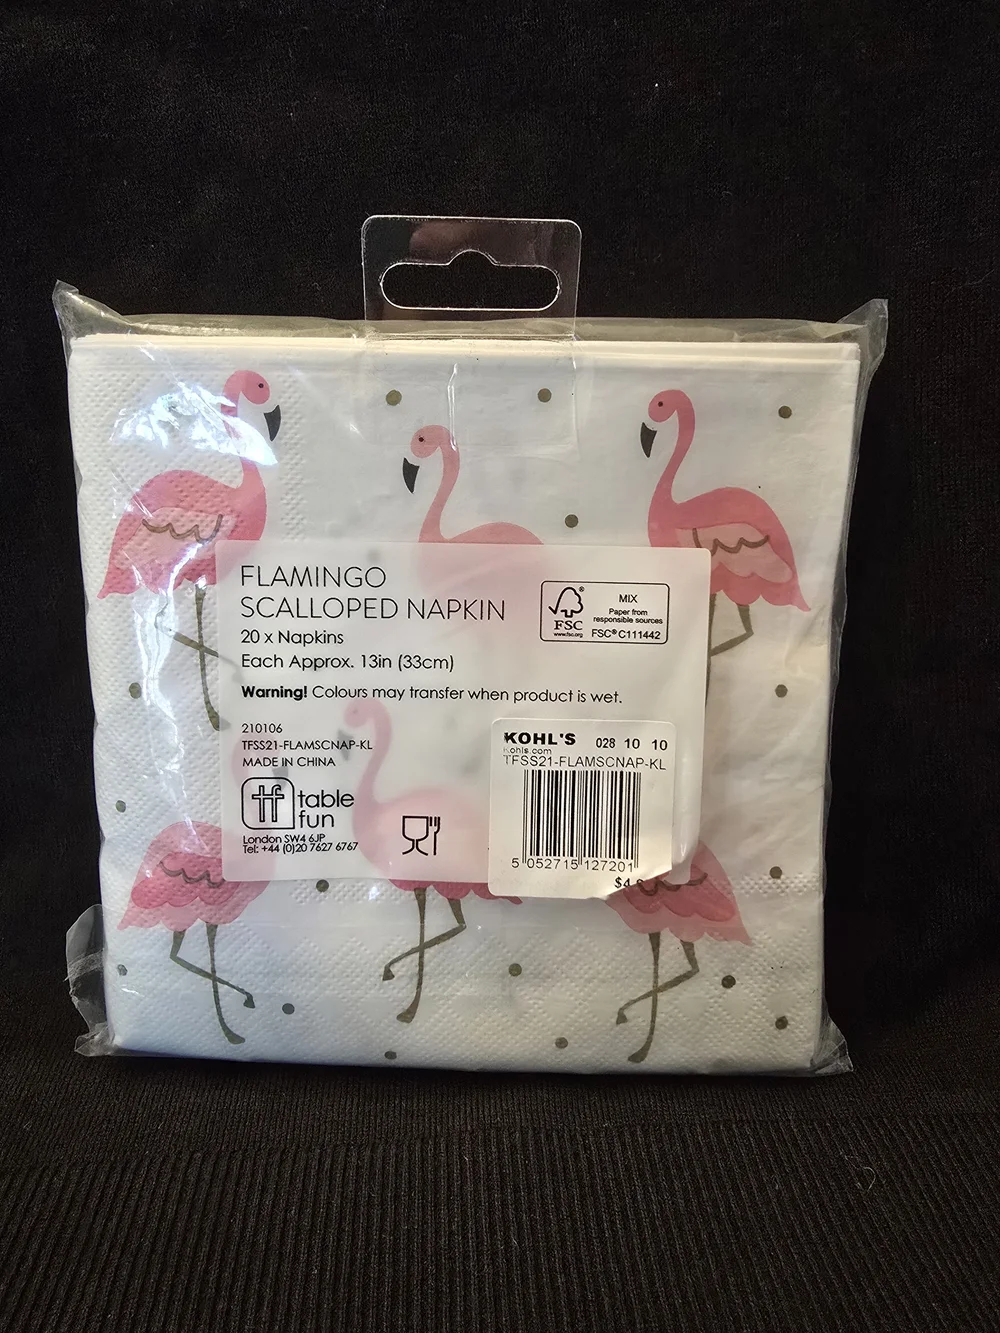 FLAMINGO
SCALLOPED NAPKIN
20 x Napkins
Each Approx. 13in (33cm)
Warning! Colours may transfer when product is wet.
210106
TFSS21-FLAMSCNAP-KL
MADE IN CHINA
tf table
fun
London SW4 6JP
Tel: +44 (0)20 7627 6767
FSC®
www.fsc.org
MIX
Paper from
responsible sources
FSC® C111442
KOHL'S 028 10 10
Kohls.com
TFSS21-FLAMSCNAP-KL
5 052715 127201